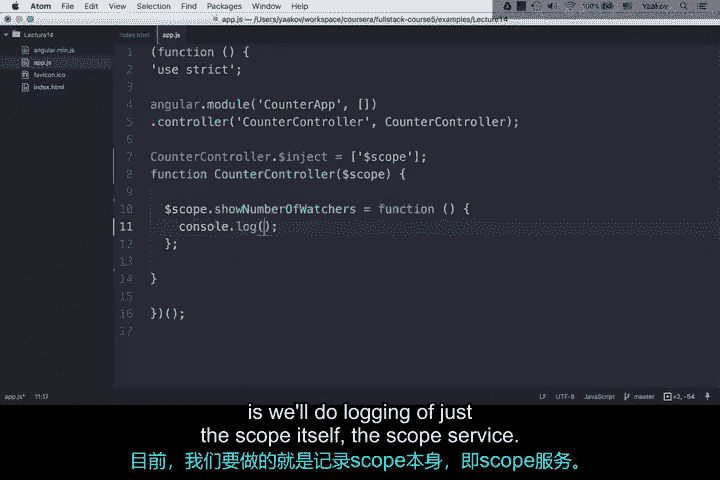 Atom File Edit View Selection Find Packages Window Help 100% Yaakov
app.js — /Users/yaakov/workspace/coursera/fullstack-course5/examples/Lecture14
Lecture14
angular.min.js
app.js
favicon.ico
index.html
index.html app.js
1 (function () {
2 'use strict';
3
4 angular.module('CounterApp', [])
5 .controller('CounterController', CounterController);
6
7 CounterController.$inject = ['$scope'];
8 function CounterController($scope) {
9
10 $scope.showNumberOfWatchers = function () {
11 console.log();
12 };
13
14 }
15
16 })();
17
app.js* 11:17 LF UTF-8 JavaScript master +2, -54
is we'll do logging of just
the scope itself, the scope service.
目前，我们要做的就是记录scope本身，即scope服务。